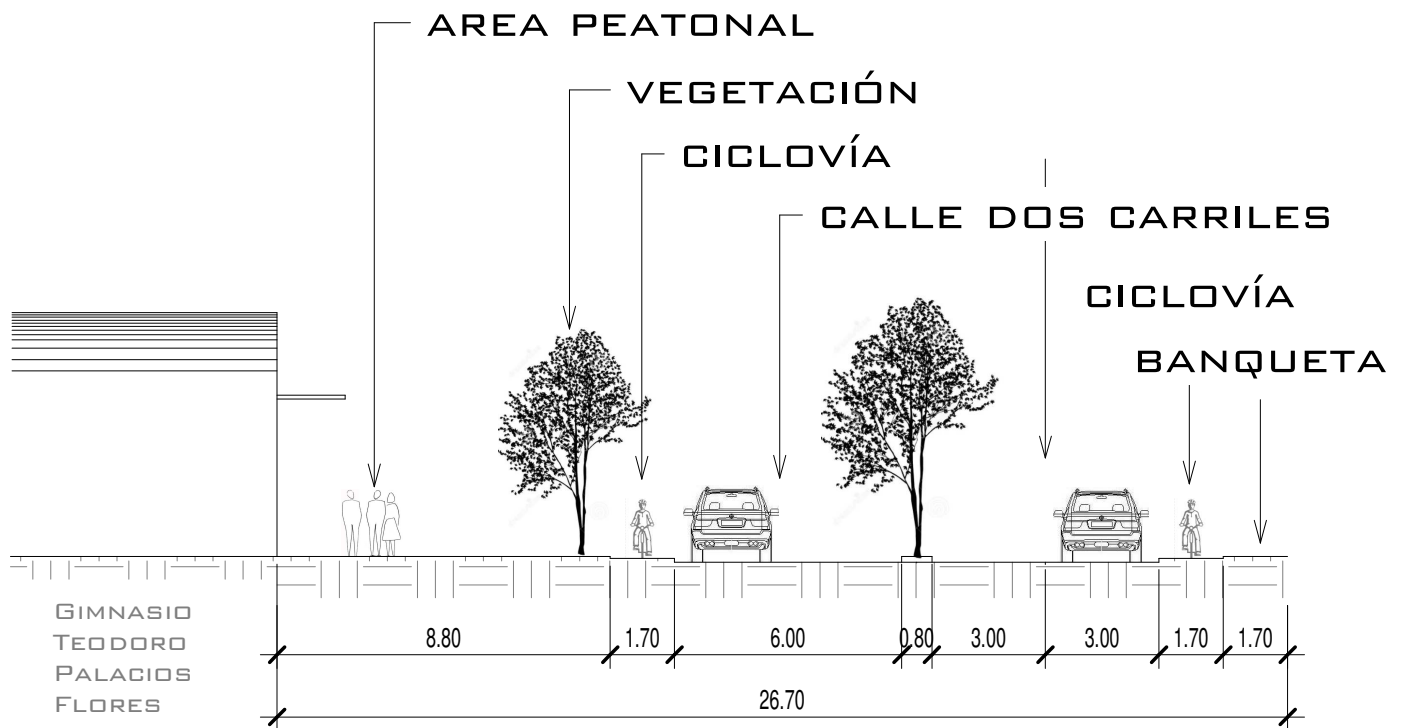 AREA PEATONAL
VEGETACIÓN
CICLOVÍA
CALLE DOS CARRILES
CICLOVÍA
BANQUETA
GIMNASIO
TEODORO
PALACIOS
FLORES
8.80 1.70 6.00 0.80 3.00 3.00 1.70 1.70
26.70